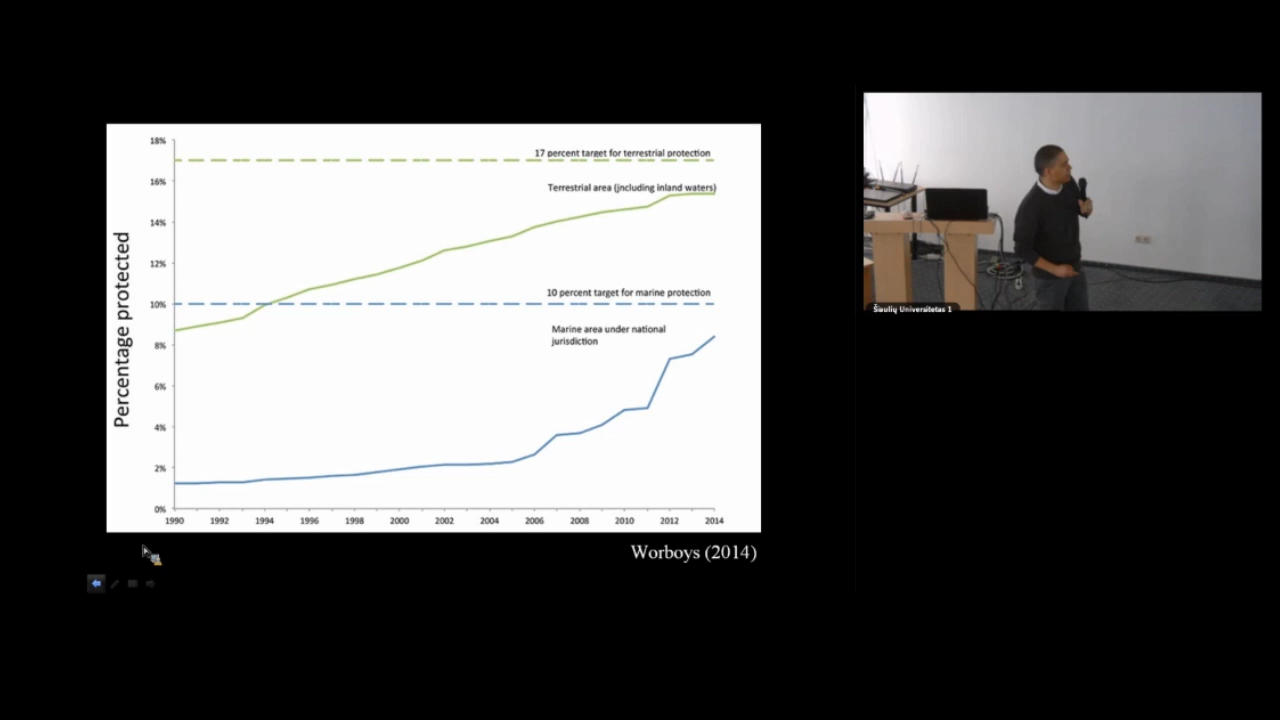 18%
17 percent target for terrestrial protection
16%
Terrestrial area (jncluding inland waters)
14%
12%
10 percent target for marine protection
10%
Marine area under national
jurisdiction
8%
6%
4%
2%
0%
Percentage protected
1990 1992 1994 1996 1998 2000 2002 2004 2006 2008 2010 2012 2014
Worboys (2014)
Šiaulių Universitetas 1